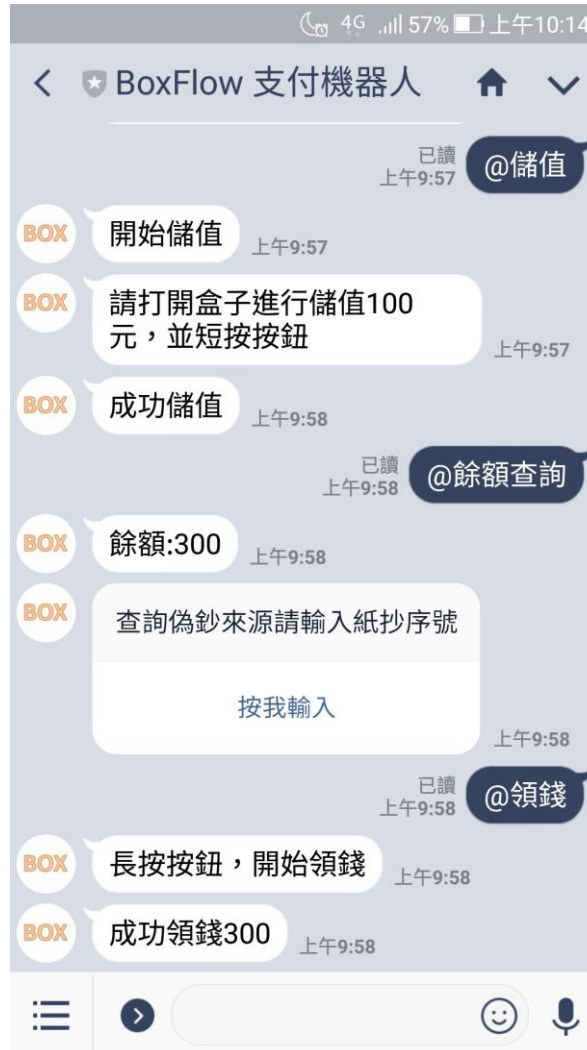 4G 57% 上午10:14
BoxFlow 支付機器人
已讀
上午9:57
@儲值
BOX
開始儲值
上午9:57
BOX
請打開盒子進行儲值100
元，並短按按鈕
上午9:57
BOX
成功儲值
上午9:58
已讀
上午9:58
@餘額查詢
BOX
餘額:300
上午9:58
BOX
查詢偽鈔來源請輸入紙抄序號
按我輸入
上午9:58
已讀
上午9:58
@領錢
BOX
長按按鈕，開始領錢
上午9:58
BOX
成功領錢300
上午9:58